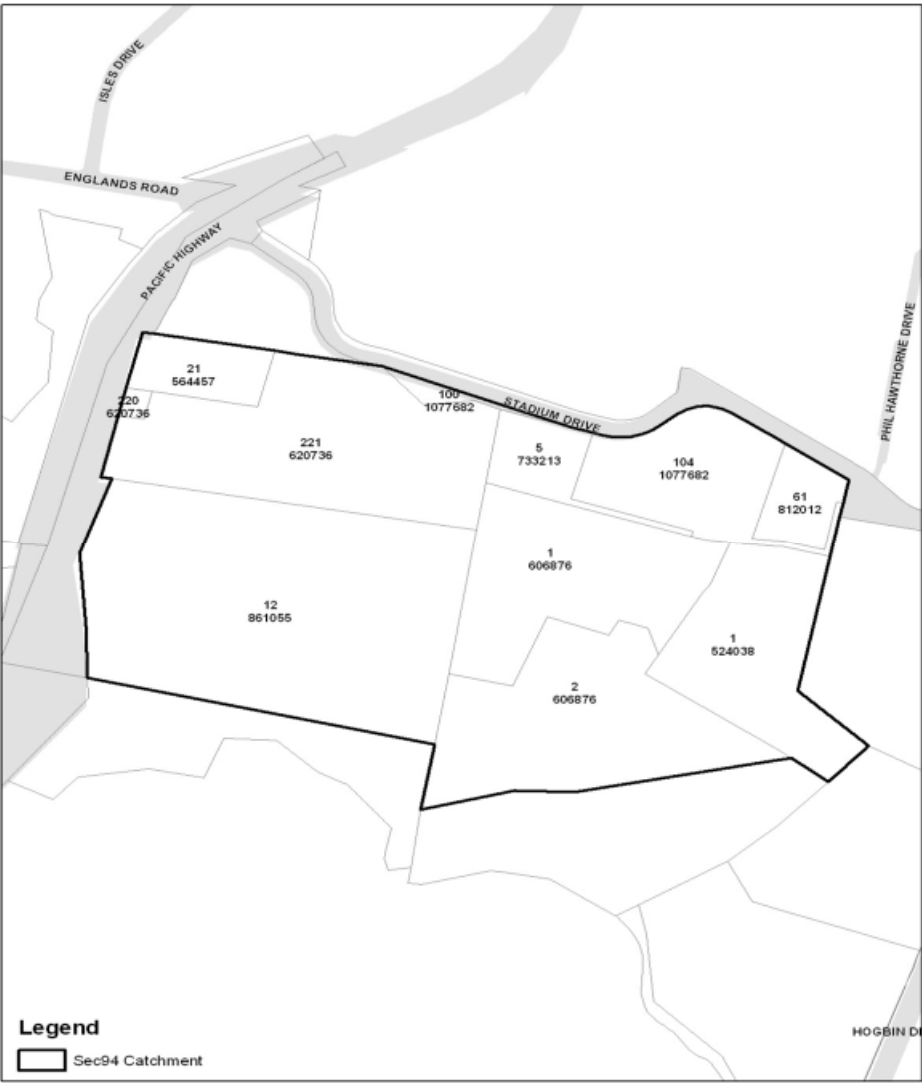 ISLES DRIVE
ENGLANDS ROAD
PACIFIC HIGHWAY
PHIL HAWTHORNE DRIVE
21
564457
220
620736
100
1077682
STADIUM DRIVE
221
620736
5
733213
104
1077682
61
812012
1
606876
12
861055
1
524038
2
606876
Legend
Sec94 Catchment
HOGBIN DI